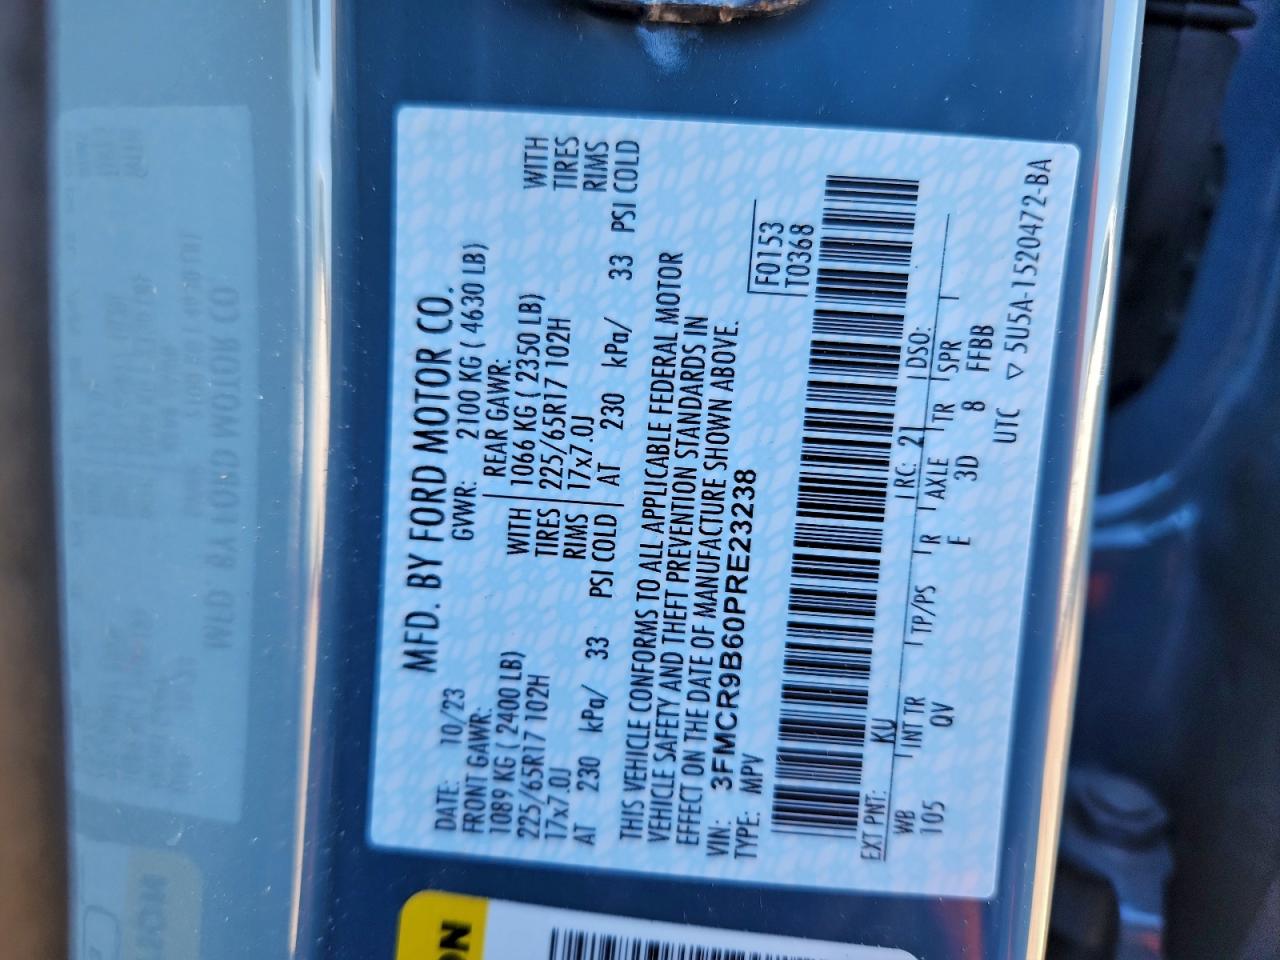 MFD. BY FORD MOTOR CO.
DATE: 10/23 GVWR: 2100 KG ( 4630 LB)
FRONT GAWR: REAR GAWR:
1089 KG ( 2400 LB) WITH 1066 KG ( 2350 LB) WITH
225/65R17 102H TIRES 225/65R17 102H TIRES
17x7.0J RIMS 17x7.0J RIMS
AT 230 kPa/ 33 PSI COLD AT 230 kPa/ 33 PSI COLD
THIS VEHICLE CONFORMS TO ALL APPLICABLE FEDERAL MOTOR
VEHICLE SAFETY AND THEFT PREVENTION STANDARDS IN
EFFECT ON THE DATE OF MANUFACTURE SHOWN ABOVE.
VIN: 3FMCR9B60PRE23238
TYPE: MPV
F0153
T0368
EXT PNT: KU RC: 21 DSO:
WB INT TR TP/PS R AXLE TR SPR
105 QV E 3D 8 FFBB
UTC ▽ 5U5A-1520472-BA
ON